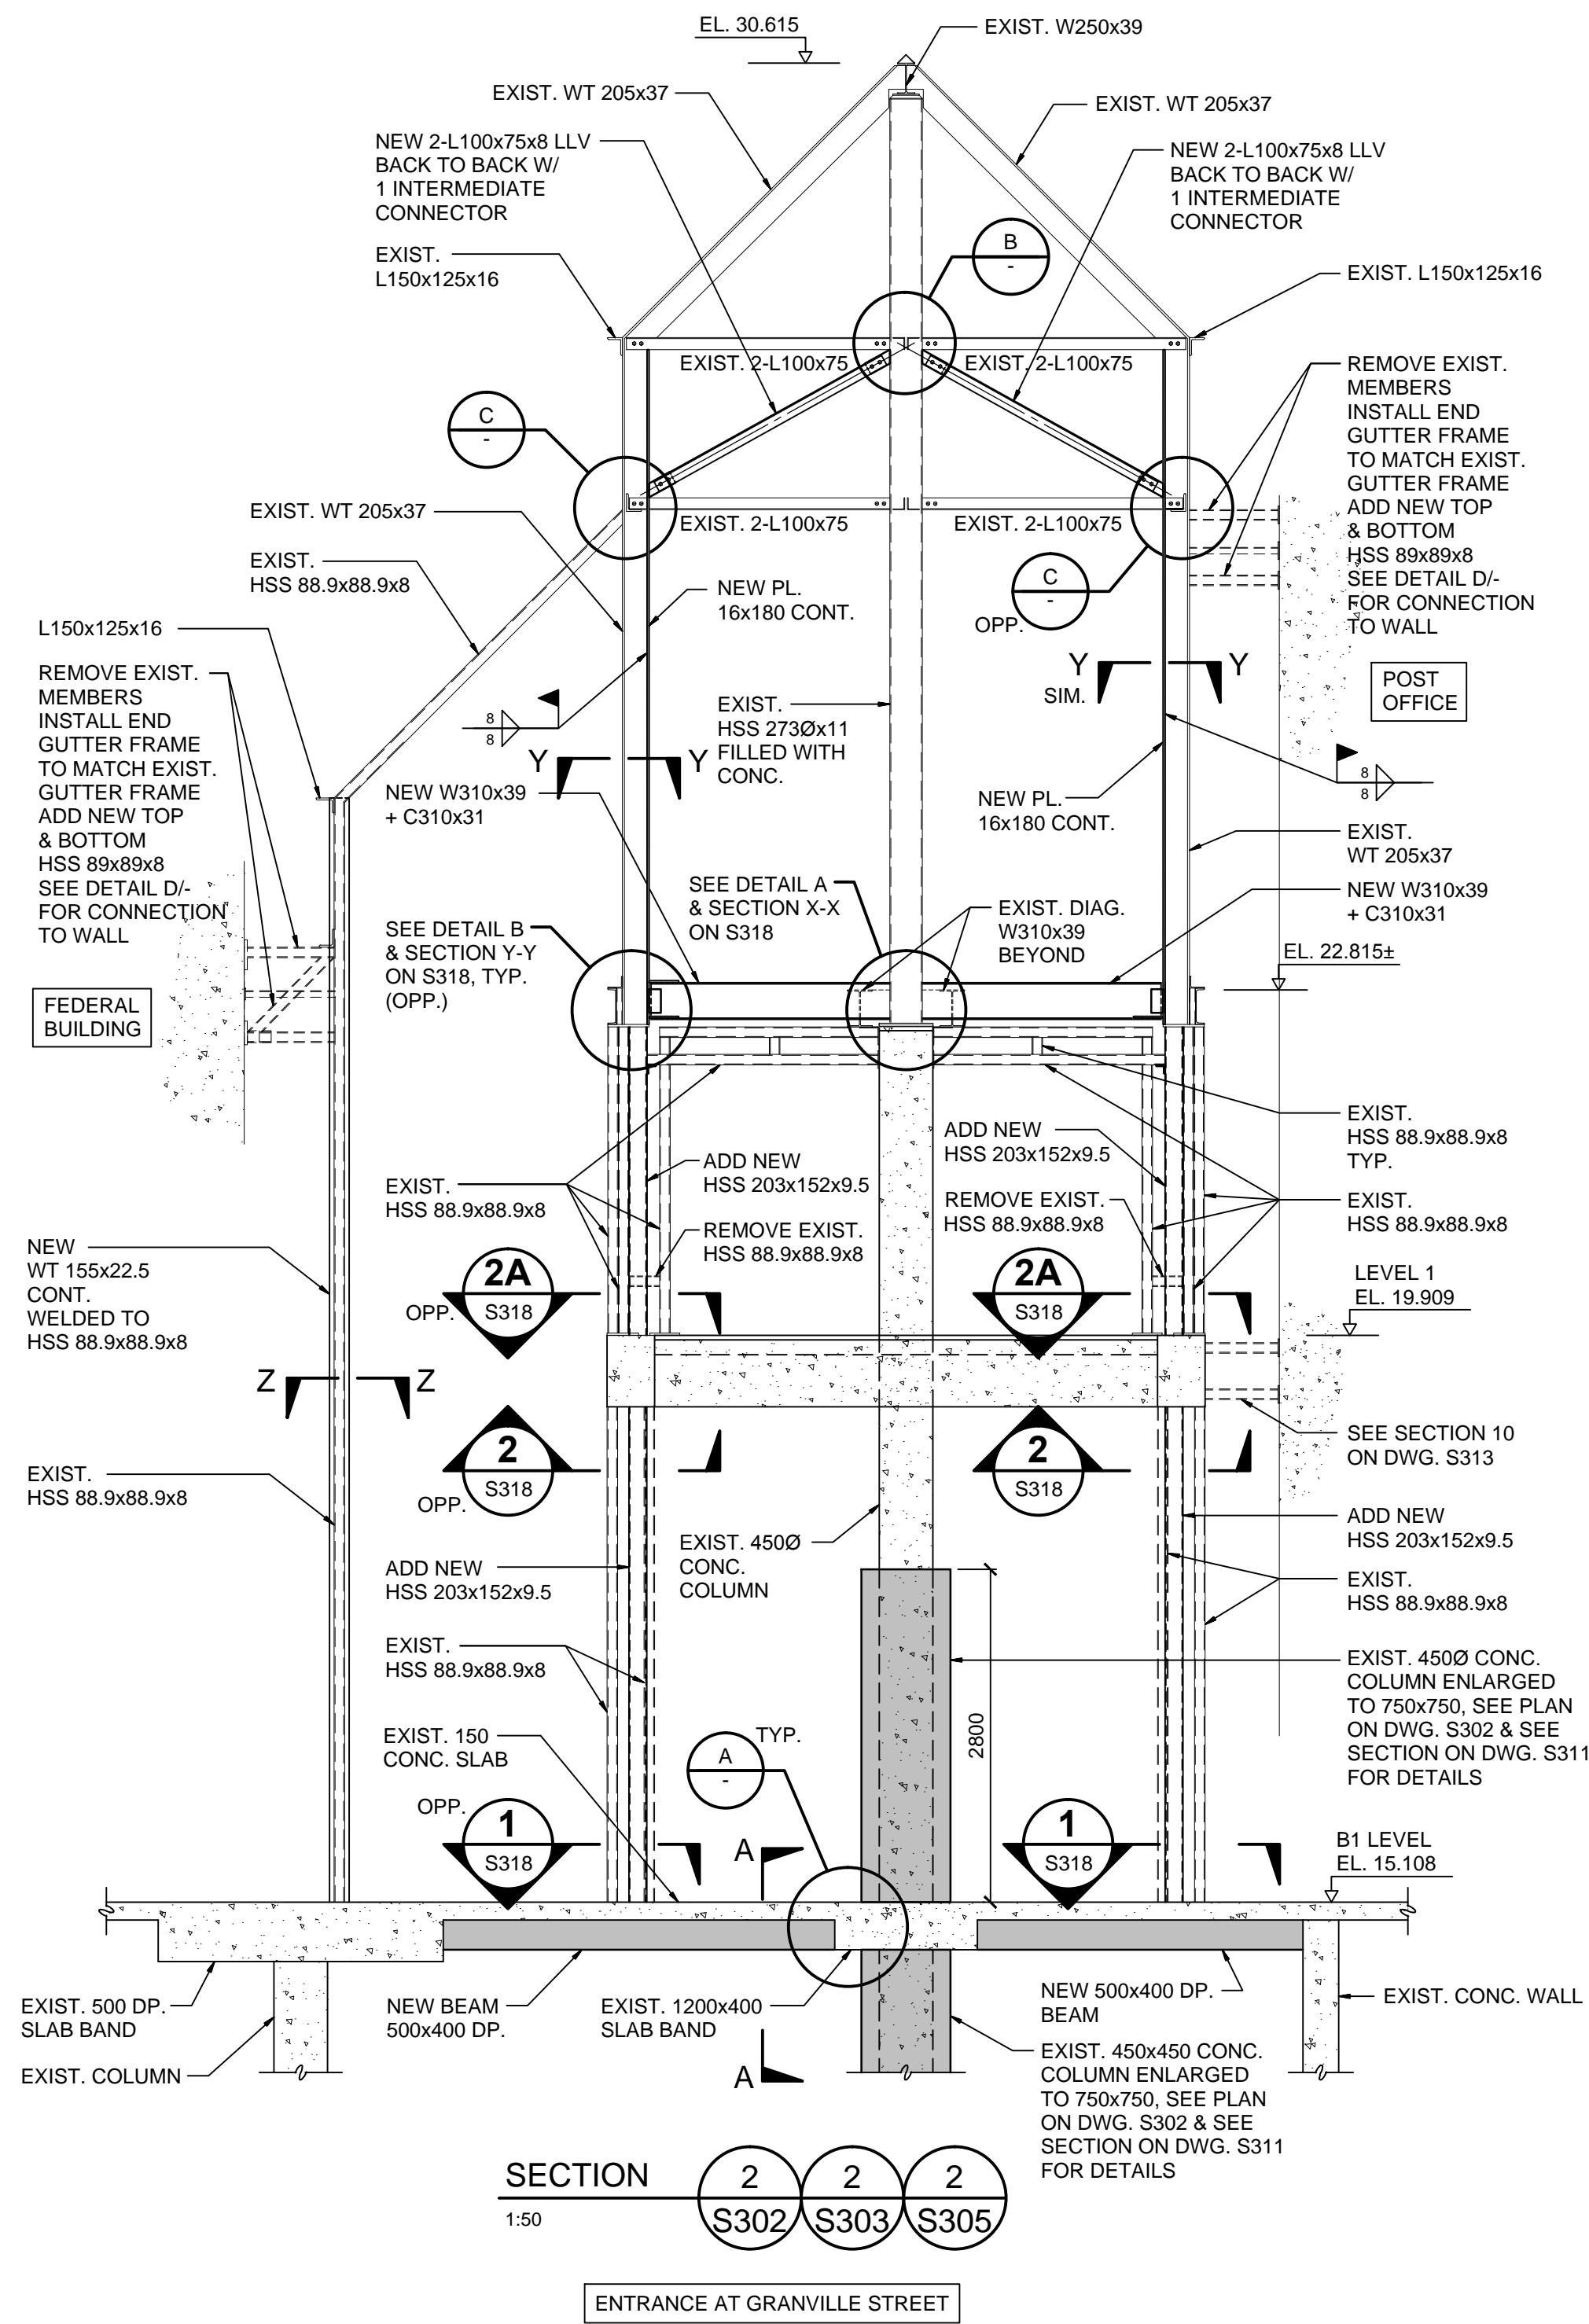 EL. 30.615
EXIST. W250x39
EXIST. WT 205x37
EXIST. WT 205x37
NEW 2-L100x75x8 LLV
BACK TO BACK W/
1 INTERMEDIATE
CONNECTOR
NEW 2-L100x75x8 LLV
BACK TO BACK W/
1 INTERMEDIATE
CONNECTOR
B
-
EXIST.
L150x125x16
EXIST. L150x125x16
EXIST. 2-L100x75
EXIST. 2-L100x75
REMOVE EXIST.
MEMBERS
INSTALL END
GUTTER FRAME
TO MATCH EXIST.
GUTTER FRAME
ADD NEW TOP
& BOTTOM
HSS 89x89x8
SEE DETAIL D/-
FOR CONNECTION
TO WALL
C
-
EXIST. WT 205x37
EXIST. 2-L100x75
EXIST. 2-L100x75
EXIST.
HSS 88.9x88.9x8
C
-
OPP.
NEW PL.
16x180 CONT.
L150x125x16
REMOVE EXIST.
MEMBERS
INSTALL END
GUTTER FRAME
TO MATCH EXIST.
GUTTER FRAME
ADD NEW TOP
& BOTTOM
HSS 89x89x8
SEE DETAIL D/-
FOR CONNECTION
TO WALL
Y
Y
SIM.
POST
OFFICE
8
8
EXIST.
HSS 273Øx11
FILLED WITH
CONC.
Y
Y
8
8
NEW W310x39
+ C310x31
NEW PL.
16x180 CONT.
EXIST.
WT 205x37
SEE DETAIL A
& SECTION X-X
ON S318
EXIST. DIAG.
W310x39
BEYOND
NEW W310x39
+ C310x31
SEE DETAIL B
& SECTION Y-Y
ON S318, TYP.
(OPP.)
EL. 22.815±
FEDERAL
BUILDING
EXIST.
HSS 88.9x88.9x8
TYP.
ADD NEW
HSS 203x152x9.5
ADD NEW
HSS 203x152x9.5
EXIST.
HSS 88.9x88.9x8
REMOVE EXIST.
HSS 88.9x88.9x8
REMOVE EXIST.
HSS 88.9x88.9x8
EXIST.
HSS 88.9x88.9x8
NEW
WT 155x22.5
CONT.
WELDED TO
HSS 88.9x88.9x8
2A
S318
OPP.
2A
S318
LEVEL 1
EL. 19.909
Z
Z
2
S318
OPP.
2
S318
SEE SECTION 10
ON DWG. S313
EXIST.
HSS 88.9x88.9x8
EXIST. 450Ø
CONC.
COLUMN
ADD NEW
HSS 203x152x9.5
ADD NEW
HSS 203x152x9.5
EXIST.
HSS 88.9x88.9x8
EXIST.
HSS 88.9x88.9x8
EXIST. 450Ø CONC.
COLUMN ENLARGED
TO 750x750, SEE PLAN
ON DWG. S302 & SEE
SECTION ON DWG. S311
FOR DETAILS
2800
EXIST. 150
CONC. SLAB
A
-
TYP.
OPP.
1
S318
A
1
S318
B1 LEVEL
EL. 15.108
EXIST. 500 DP.
SLAB BAND
NEW BEAM
500x400 DP.
EXIST. 1200x400
SLAB BAND
NEW 500x400 DP.
BEAM
EXIST. CONC. WALL
EXIST. COLUMN
A
EXIST. 450x450 CONC.
COLUMN ENLARGED
TO 750x750, SEE PLAN
ON DWG. S302 & SEE
SECTION ON DWG. S311
FOR DETAILS
SECTION
1:50
2
S302
2
S303
2
S305
ENTRANCE AT GRANVILLE STREET